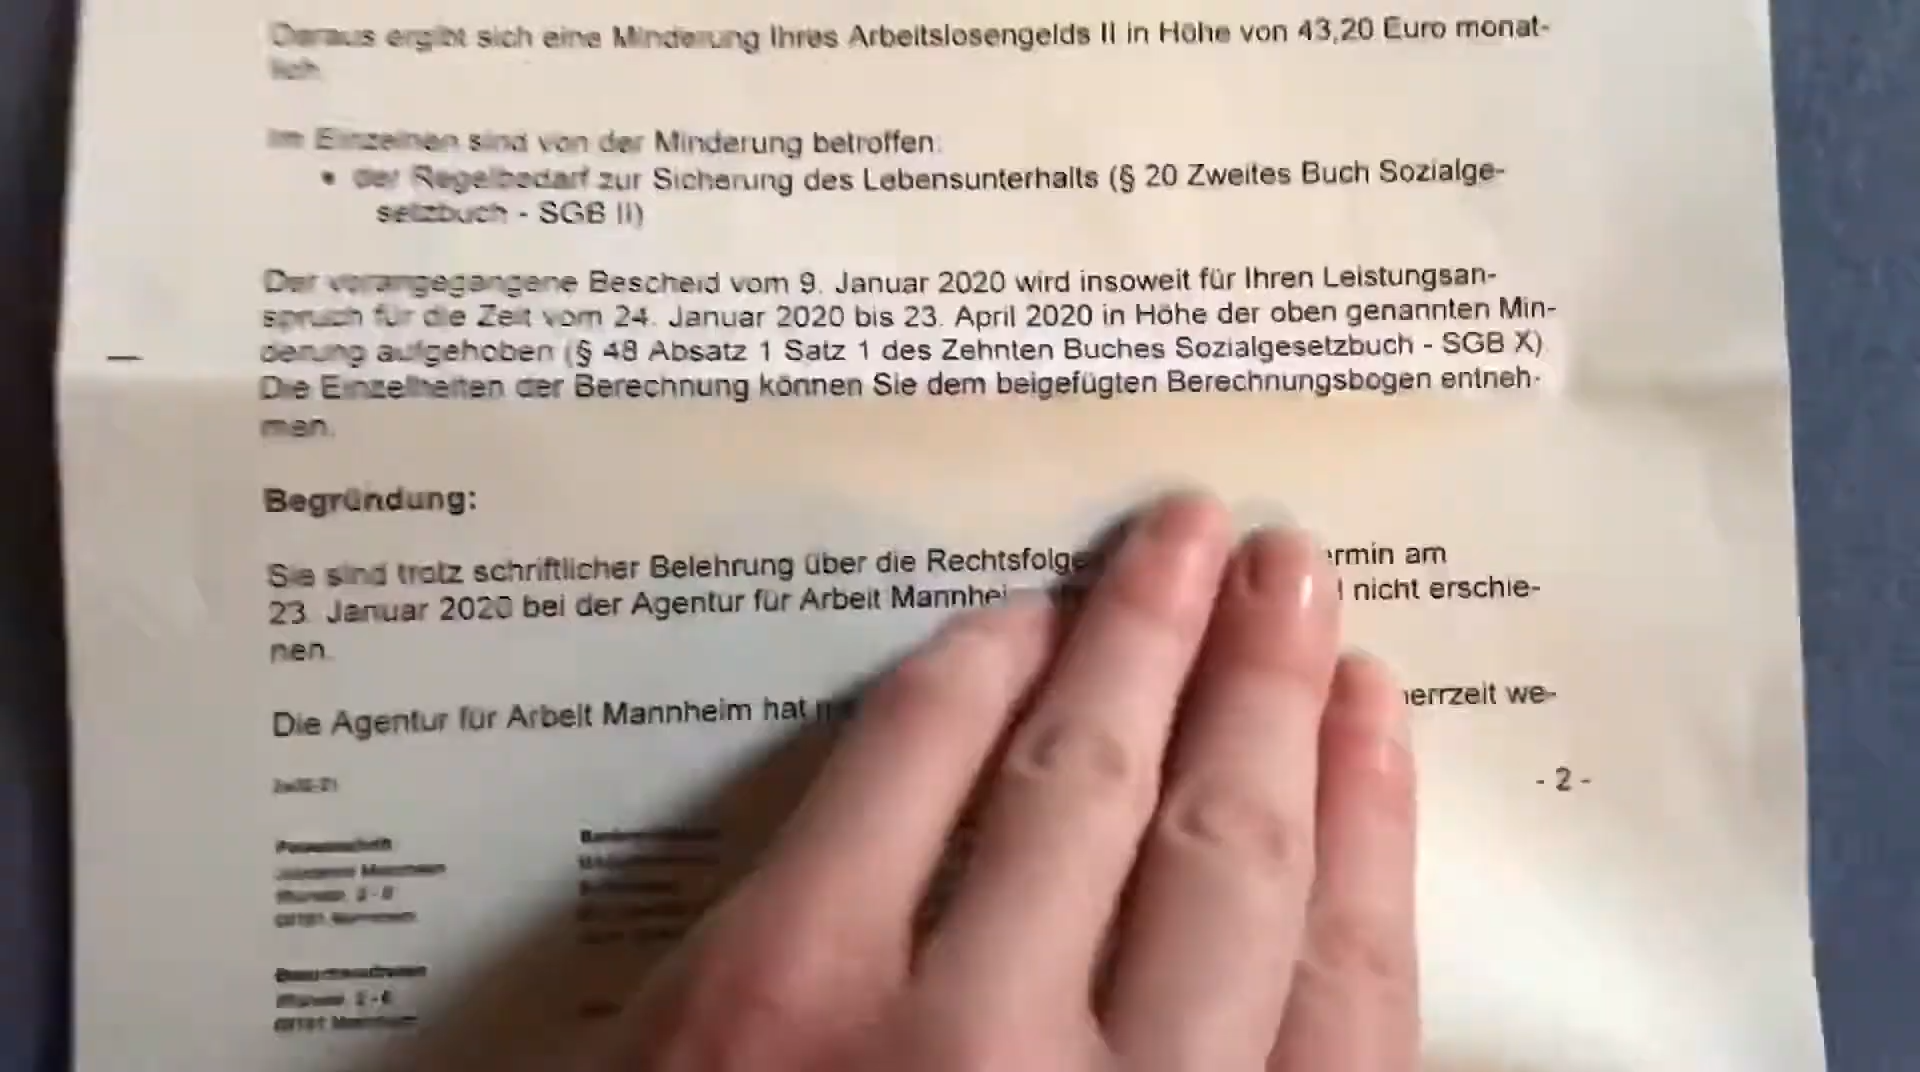 Daraus ergibt sich eine Minderung Ihres Arbeitslosengelds II in Höhe von 43,20 Euro monat-
lich.
Im Einzelnen sind von der Minderung betroffen:
• der Regelbedarf zur Sicherung des Lebensunterhalts (§ 20 Zweites Buch Sozialge-
setzbuch - SGB II)
Der vorangegangene Bescheid vom 9. Januar 2020 wird insoweit für Ihren Leistungsan-
spruch für die Zeit vom 24. Januar 2020 bis 23. April 2020 in Höhe der oben genannten Min-
derung aufgehoben (§ 48 Absatz 1 Satz 1 des Zehnten Buches Sozialgesetzbuch - SGB X)
Die Einzelheiten der Berechnung können Sie dem beigefügten Berechnungsbogen entneh-
men.
Begründung:
Sie sind trotz schriftlicher Belehrung über die Rechtsfolge ermin am
23. Januar 2020 bei der Agentur für Arbeit Mannhei nicht erschie-
nen.
Die Agentur für Arbeit Mannheim hat errzeit we-
- 2 -
Postanschrift
Jobcenter Mannheim